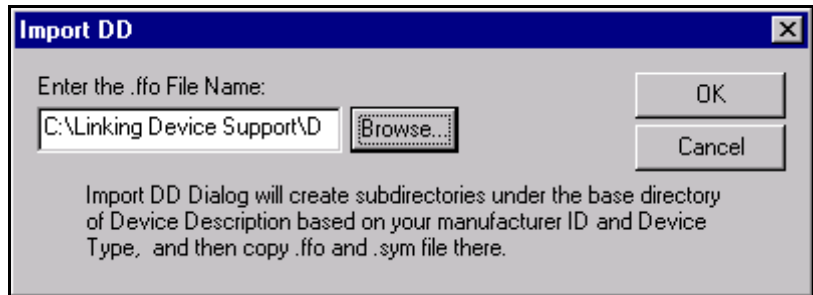 Import DD
Enter the .ffo File Name:
C:\Linking Device Support\D
Browse...
OK
Cancel
Import DD Dialog will create subdirectories under the base directory
of Device Description based on your manufacturer ID and Device
Type, and then copy .ffo and .sym file there.